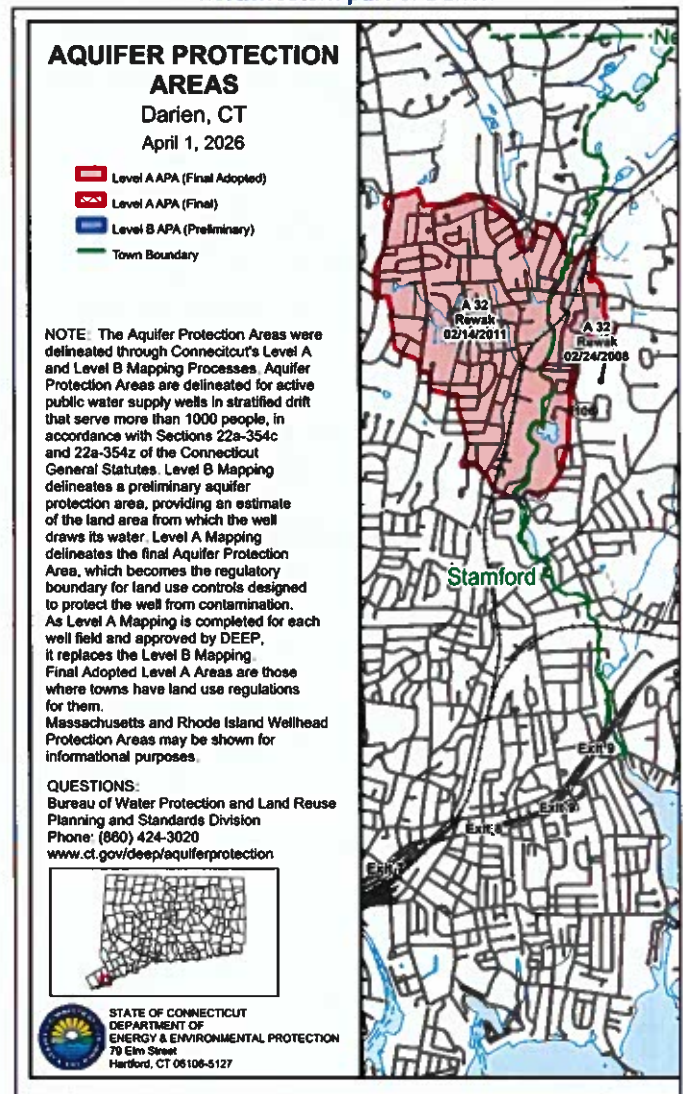 AQUIFER PROTECTION
AREAS
Darien, CT
April 1, 2026
Level A APA (Final Adopted)
Level A APA (Final)
Level B APA (Preliminary)
Town Boundary
NOTE: The Aquifer Protection Areas were
delineated through Connecitcut's Level A
and Level B Mapping Processes. Aquifer
Protection Areas are delineated for active
public water supply wells in stratified drift
that serve more than 1000 people, in
accordance with Sections 22a-354c
and 22a-354z of the Connecticut
General Statutes. Level B Mapping
delineates a preliminary aquifer
protection area, providing an estimate
of the land area from which the well
draws its water. Level A Mapping
delineates the final Aquifer Protection
Area, which becomes the regulatory
boundary for land use controls designed
to protect the well from contamination.
As Level A Mapping is completed for each
well field and approved by DEEP,
it replaces the Level B Mapping.
Final Adopted Level A Areas are those
where towns have land use regulations
for them.
Massachusetts and Rhode Island Wellhead
Protection Areas may be shown for
informational purposes.
QUESTIONS:
Bureau of Water Protection and Land Reuse
Planning and Standards Division
Phone: (860) 424-3020
www.ct.gov/deep/aquiferprotection
STATE OF CONNECTICUT
DEPARTMENT OF
ENERGY & ENVIRONMENTAL PROTECTION
79 Elm Street
Hartford, CT 06106-5127
Ne
A 32
Rewak
02/14/2011
A 32
Rewak
02/24/2008
106
Stamford
Exit 9
Exit 9
Exit 8
Exit 7